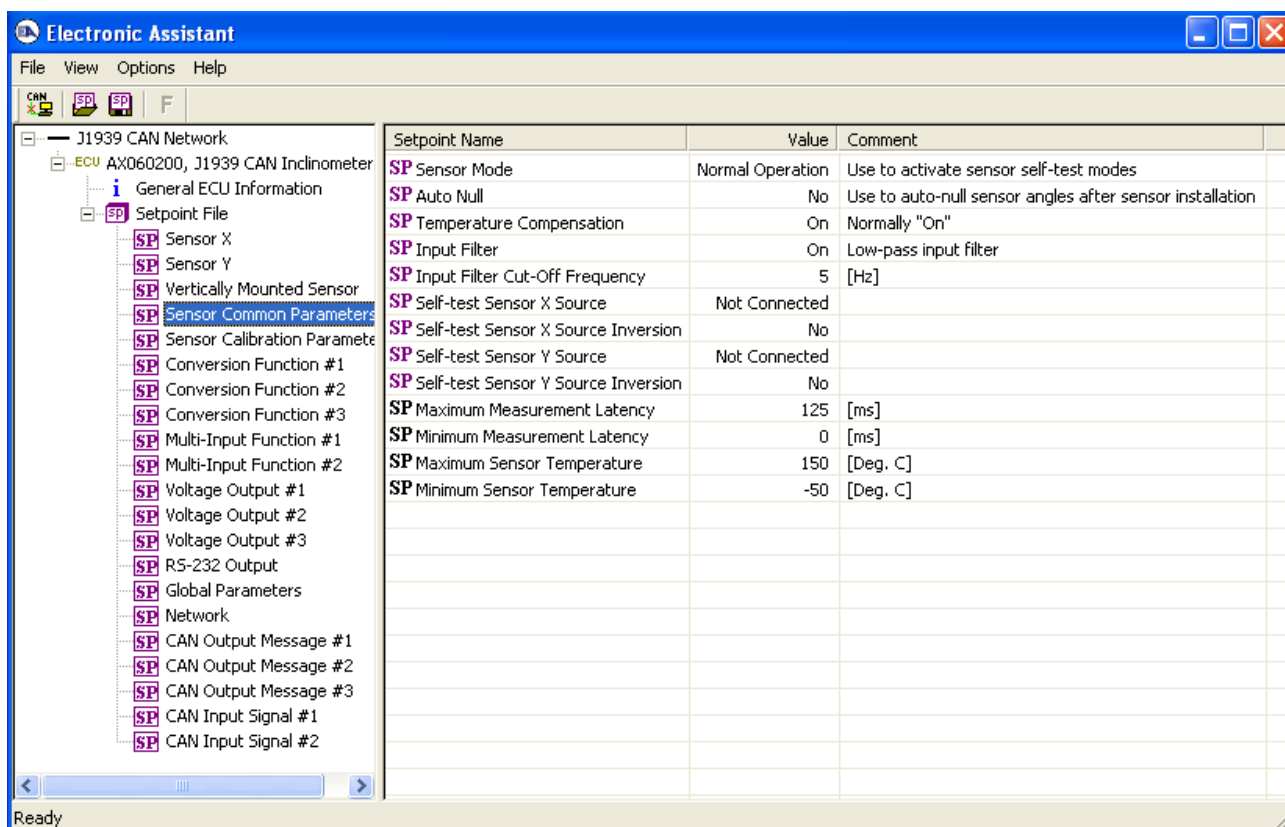 Electronic Assistant
File View Options Help
CAN SP SP F
J1939 CAN Network
ECU AX060200, J1939 CAN Inclinometer
i General ECU Information
SP Setpoint File
SP Sensor X
SP Sensor Y
SP Vertically Mounted Sensor
SP Sensor Common Parameters
SP Sensor Calibration Paramete
SP Conversion Function #1
SP Conversion Function #2
SP Conversion Function #3
SP Multi-Input Function #1
SP Multi-Input Function #2
SP Voltage Output #1
SP Voltage Output #2
SP Voltage Output #3
SP RS-232 Output
SP Global Parameters
SP Network
SP CAN Output Message #1
SP CAN Output Message #2
SP CAN Output Message #3
SP CAN Input Signal #1
SP CAN Input Signal #2
Setpoint Name Value Comment
SP Sensor Mode Normal Operation Use to activate sensor self-test modes
SP Auto Null No Use to auto-null sensor angles after sensor installation
SP Temperature Compensation On Normally "On"
SP Input Filter On Low-pass input filter
SP Input Filter Cut-Off Frequency 5 [Hz]
SP Self-test Sensor X Source Not Connected
SP Self-test Sensor X Source Inversion No
SP Self-test Sensor Y Source Not Connected
SP Self-test Sensor Y Source Inversion No
SP Maximum Measurement Latency 125 [ms]
SP Minimum Measurement Latency 0 [ms]
SP Maximum Sensor Temperature 150 [Deg. C]
SP Minimum Sensor Temperature -50 [Deg. C]
Ready